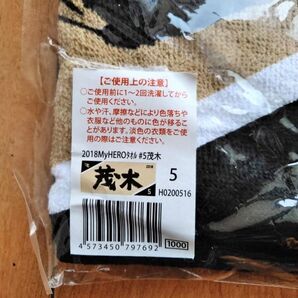 【ご使用上の注意】
○ご使用前に1〜2回洗濯してから
ご使用ください。
○水や汗、摩擦などにより色落ちや
衣服など他のものに色が移るこ
とがあります。淡色の衣類をご使
用の際はご注意ください。
2018MyHEROﾀｵﾙ #5茂木
茂木
5
5
H0200516
4573450797692
1000